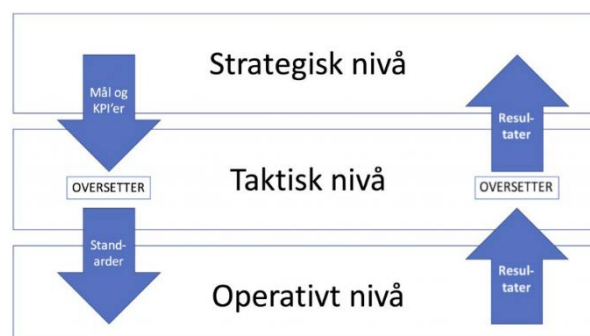 Strategisk nivå
Mål og
KPI'er
Resul-
tater
OVERSETTER
Taktisk nivå
OVERSETTER
Stand-
arder
Operativt nivå
Resul-
tater